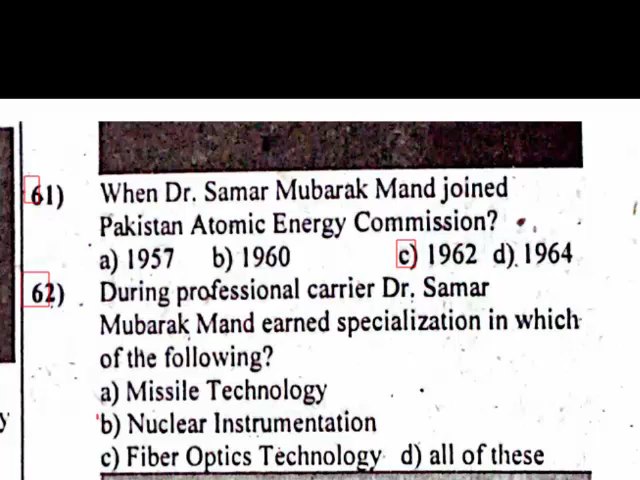 61) When Dr. Samar Mubarak Mand joined
Pakistan Atomic Energy Commission?
a) 1957 b) 1960 c) 1962 d) 1964
62) During professional carrier Dr. Samar
Mubarak Mand earned specialization in which
of the following?
a) Missile Technology
b) Nuclear Instrumentation
c) Fiber Optics Technology d) all of these